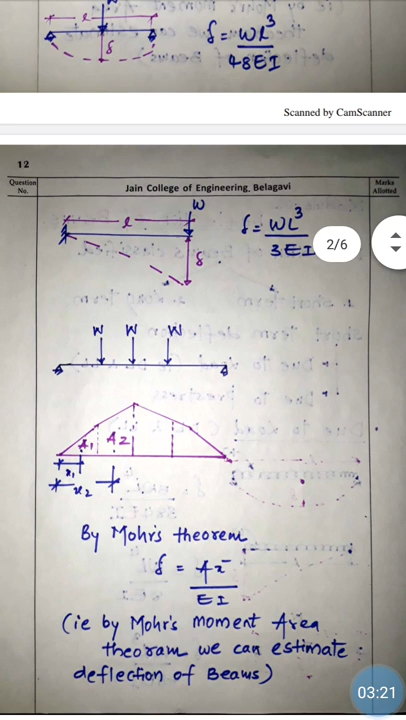 W
l
δ
δ = WL³
48EI
Scanned by CamScanner
12
Question No.
Jain College of Engineering, Belagavi
Marks Allotted
W
l
δ = WL³
3EI
2/6
δ
W W W
A1 A2
x1
x2
By Mohr's theorem
δ = Ax̄
EI
(ie by Mohr's moment Area
theoram we can estimate
deflection of Beams)
03:21